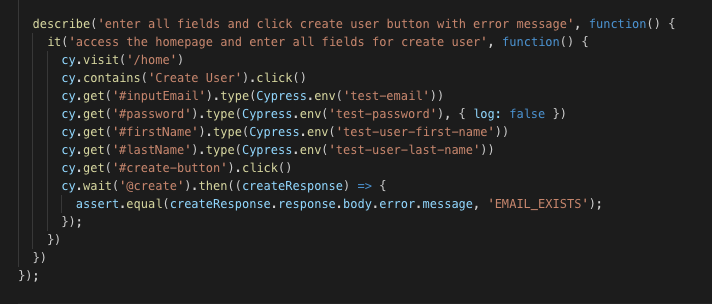 describe('enter all fields and click create user button with error message', function() {
  it('access the homepage and enter all fields for create user', function() {
    cy.visit('/home')
    cy.contains('Create User').click()
    cy.get('#inputEmail').type(Cypress.env('test-email'))
    cy.get('#password').type(Cypress.env('test-password'), { log: false })
    cy.get('#firstName').type(Cypress.env('test-user-first-name'))
    cy.get('#lastName').type(Cypress.env('test-user-last-name'))
    cy.get('#create-button').click()
    cy.wait('@create').then((createResponse) => {
      assert.equal(createResponse.response.body.error.message, 'EMAIL_EXISTS');
    });
  })
})
});